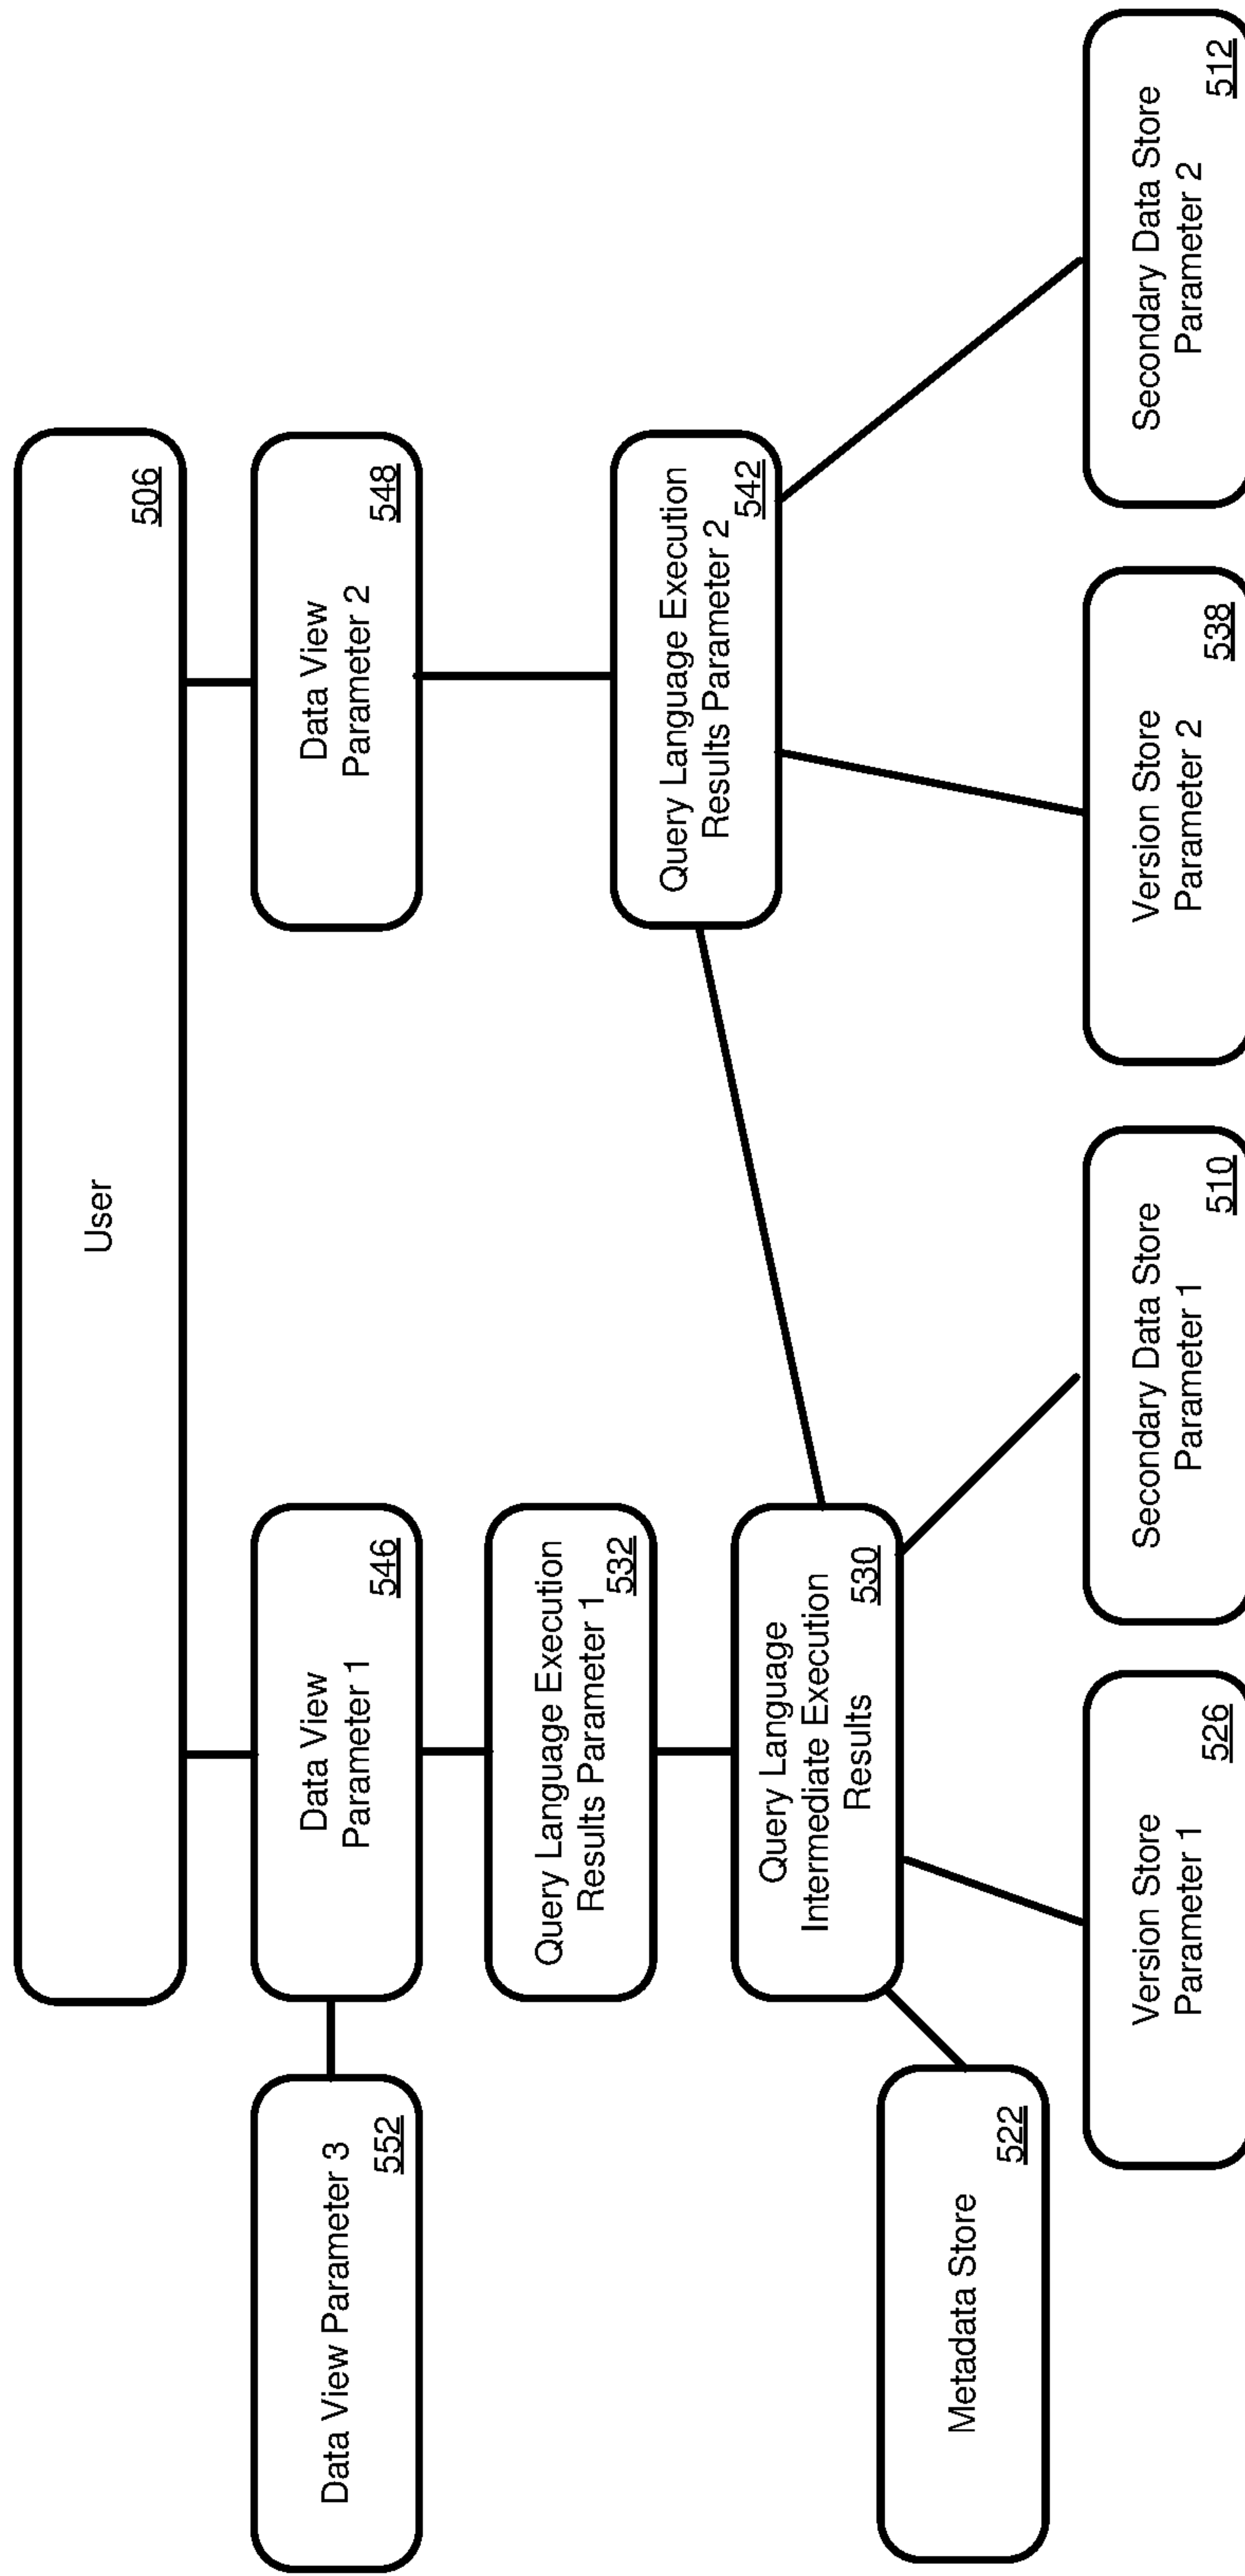 User
506
Data View Parameter 3
552
Data View
Parameter 1
546
Data View
Parameter 2
548
Query Language Execution
Results Parameter 1
532
Query Language Execution
Results Parameter 2
542
Query Language
Intermediate Execution
Results
530
Metadata Store
522
Version Store
Parameter 1
526
Secondary Data Store
Parameter 1
510
Version Store
Parameter 2
538
Secondary Data Store
Parameter 2
512